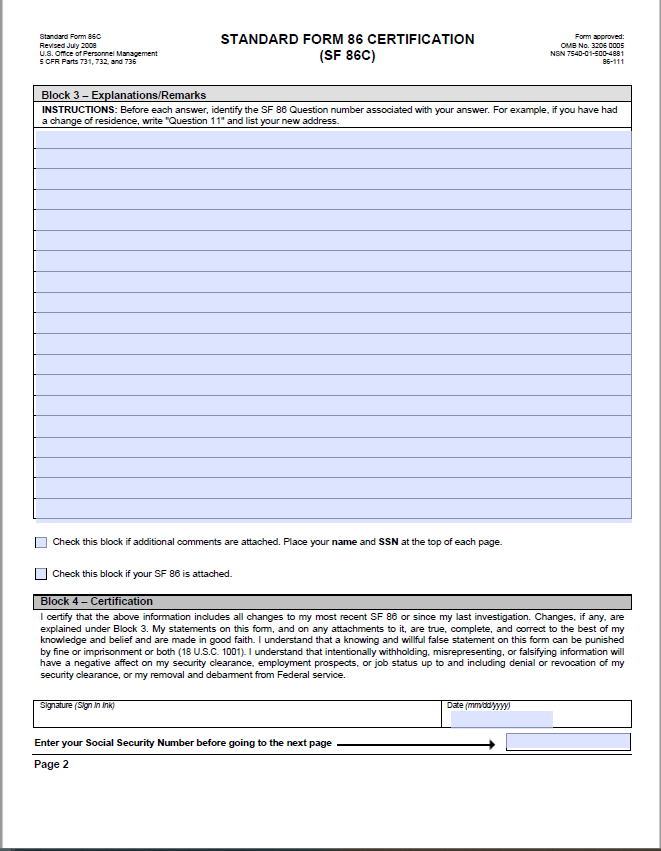 Standard Form 86C
Revised July 2008
U.S. Office of Personnel Management
5 CFR Parts 731, 732, and 736
STANDARD FORM 86 CERTIFICATION
(SF 86C)
Form approved:
OMB No. 3206 0005
NSN 7540-01-500-4881
86-111
Block 3 – Explanations/Remarks
INSTRUCTIONS: Before each answer, identify the SF 86 Question number associated with your answer. For example, if you have had
a change of residence, write "Question 11" and list your new address.
Check this block if additional comments are attached. Place your name and SSN at the top of each page.
Check this block if your SF 86 is attached.
Block 4 – Certification
I certify that the above information includes all changes to my most recent SF 86 or since my last investigation. Changes, if any, are
explained under Block 3. My statements on this form, and on any attachments to it, are true, complete, and correct to the best of my
knowledge and belief and are made in good faith. I understand that a knowing and willful false statement on this form can be punished
by fine or imprisonment or both (18 U.S.C. 1001). I understand that intentionally withholding, misrepresenting, or falsifying information will
have a negative affect on my security clearance, employment prospects, or job status up to and including denial or revocation of my
security clearance, or my removal and debarment from Federal service.
Signature (Sign in ink)
Date (mm/dd/yyyy)
Enter your Social Security Number before going to the next page
Page 2